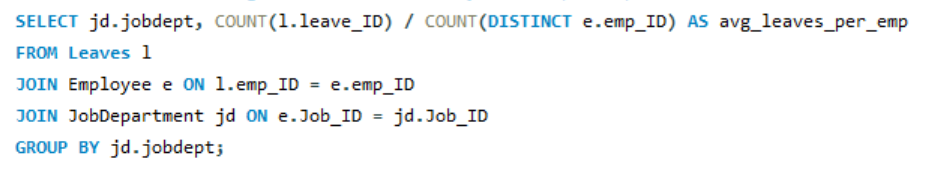 SELECT jd.jobdept, COUNT(l.leave_ID) / COUNT(DISTINCT e.emp_ID) AS avg_leaves_per_emp
FROM Leaves l
JOIN Employee e ON l.emp_ID = e.emp_ID
JOIN JobDepartment jd ON e.Job_ID = jd.Job_ID
GROUP BY jd.jobdept;